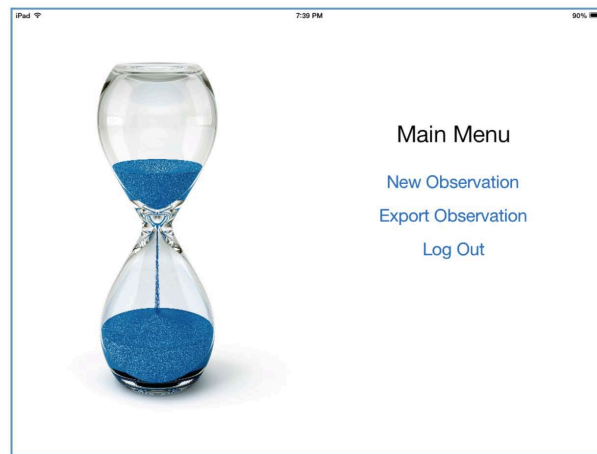 iPad 7:39 PM 90%
Main Menu
New Observation
Export Observation
Log Out